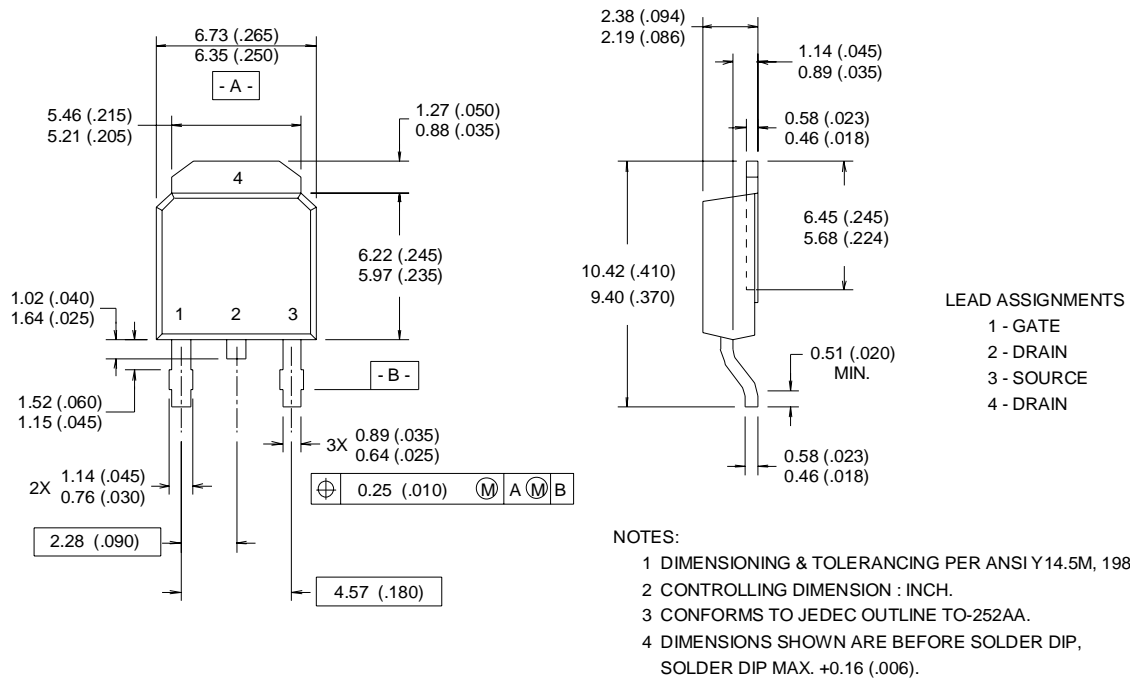 6.73 (.265)
6.35 (.250)
- A -
5.46 (.215)
5.21 (.205)
1.27 (.050)
0.88 (.035)
4
6.22 (.245)
5.97 (.235)
1.02 (.040)
1.64 (.025)
1 2 3
- B -
1.52 (.060)
1.15 (.045)
3X 0.89 (.035)
0.64 (.025)
2X 1.14 (.045)
0.76 (.030)
⌖ 0.25 (.010) Ⓜ A Ⓜ B
2.28 (.090)
4.57 (.180)
2.38 (.094)
2.19 (.086)
1.14 (.045)
0.89 (.035)
0.58 (.023)
0.46 (.018)
6.45 (.245)
5.68 (.224)
10.42 (.410)
9.40 (.370)
0.51 (.020)
MIN.
0.58 (.023)
0.46 (.018)
LEAD ASSIGNMENTS
1 - GATE
2 - DRAIN
3 - SOURCE
4 - DRAIN
NOTES:
1 DIMENSIONING & TOLERANCING PER ANSI Y14.5M, 198
2 CONTROLLING DIMENSION : INCH.
3 CONFORMS TO JEDEC OUTLINE TO-252AA.
4 DIMENSIONS SHOWN ARE BEFORE SOLDER DIP,
SOLDER DIP MAX. +0.16 (.006).